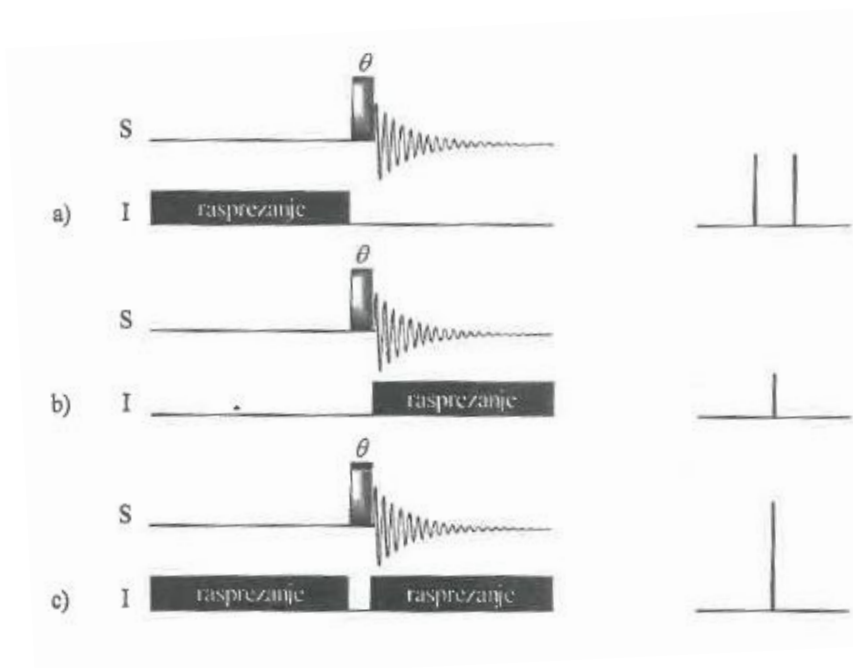 θ
S
a) I rasprezanje
θ
S
b) I rasprezanje
θ
S
c) I rasprezanje rasprezanje